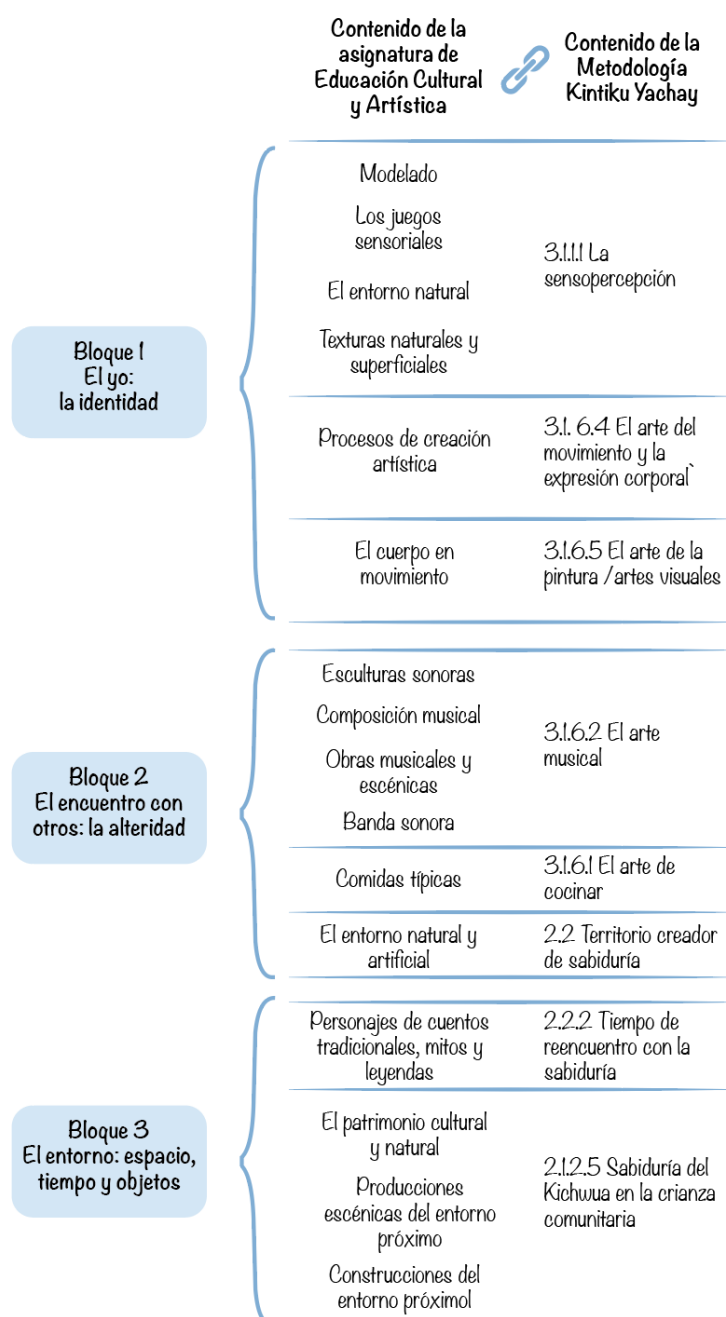 Contenido de la
asignatura de
Educación Cultural
y Artística
Contenido de la
Metodología
Kintiku Yachay
Bloque 1
El yo:
la identidad
Modelado
Los juegos
sensoriales
El entorno natural
Texturas naturales y
superficiales
3.1.1.1 La
sensopercepción
Procesos de creación
artística
3.1. 6.4 El arte del
movimiento y la
expresión corporal`
El cuerpo en
movimiento
3.1.6.5 El arte de la
pintura /artes visuales
Bloque 2
El encuentro con
otros: la alteridad
Esculturas sonoras
Composición musical
Obras musicales y
escénicas
Banda sonora
3.1.6.2 El arte
musical
Comidas típicas
3.1.6.1 El arte de
cocinar
El entorno natural y
artificial
2.2 Territorio creador
de sabiduría
Bloque 3
El entorno: espacio,
tiempo y objetos
Personajes de cuentos
tradicionales, mitos y
leyendas
2.2.2 Tiempo de
reencuentro con la
sabiduría
El patrimonio cultural
y natural
Producciones
escénicas del entorno
próximo
Construcciones del
entorno próximol
2.1.2.5 Sabiduría del
Kichwua en la crianza
comunitaria